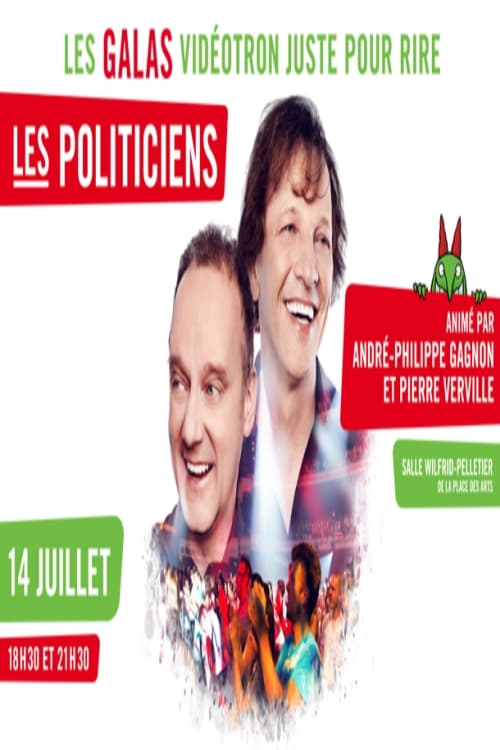 LES GALAS VIDÉOTRON JUSTE POUR RIRE
LES POLITICIENS
ANIMÉ PAR
ANDRÉ-PHILIPPE GAGNON
ET PIERRE VERVILLE
SALLE WILFRID-PELLETIER
DE LA PLACE DES ARTS
14 JUILLET
18H30 ET 21H30